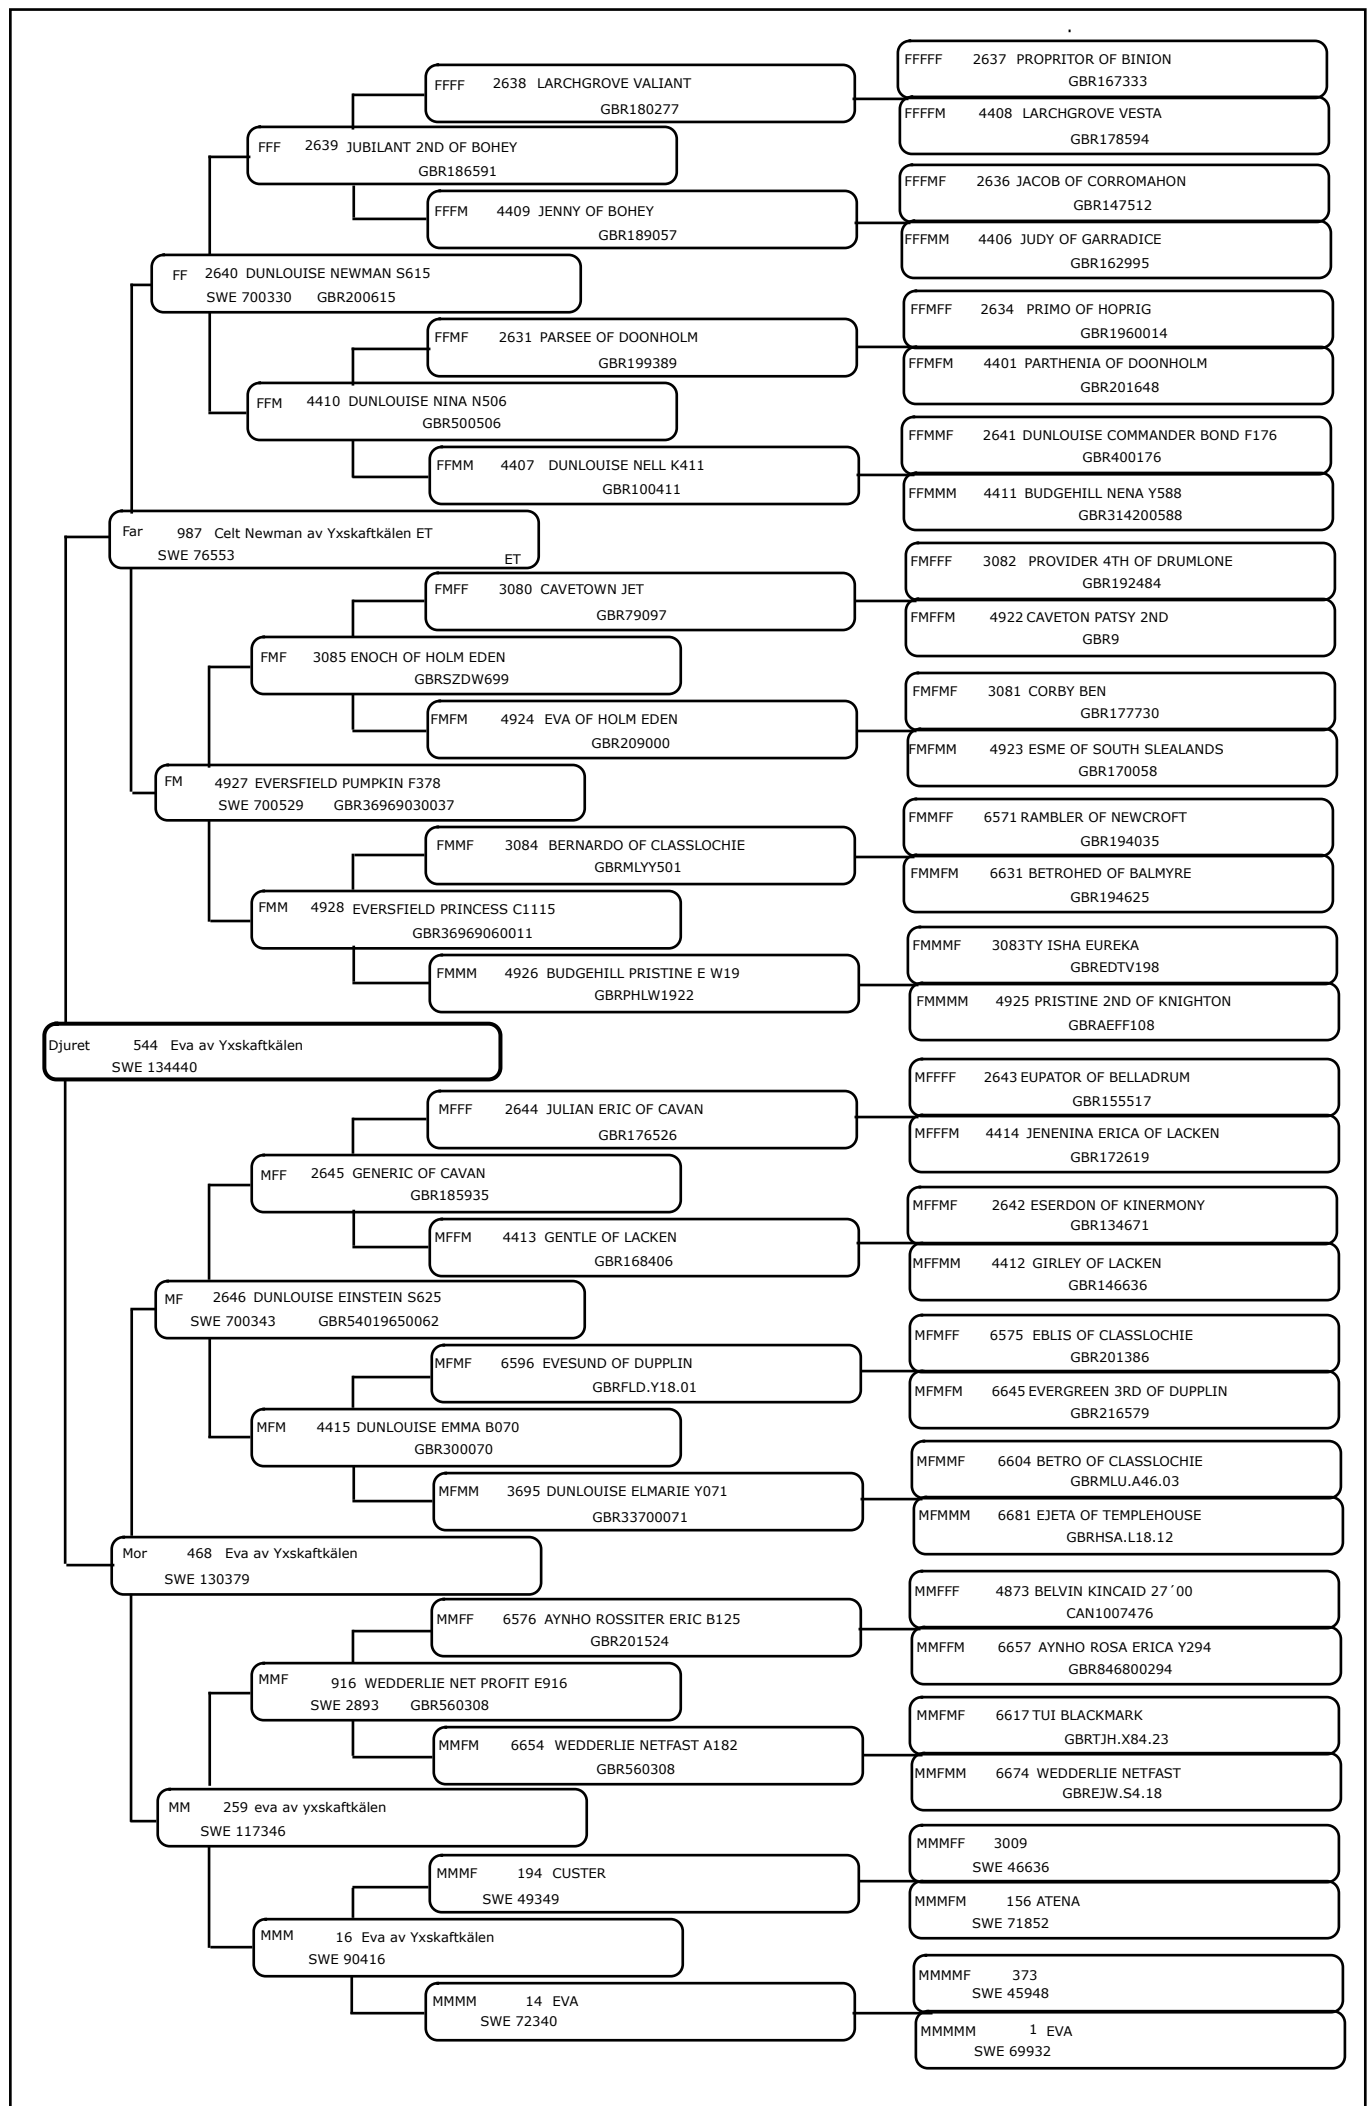 FFFFF 2637 PROPRITOR OF BINION
GBR167333
FFFF 2638 LARCHGROVE VALIANT
GBR180277
FFFFM 4408 LARCHGROVE VESTA
GBR178594
FFF 2639 JUBILANT 2ND OF BOHEY
GBR186591
FFFMF 2636 JACOB OF CORROMAHON
GBR147512
FFFM 4409 JENNY OF BOHEY
GBR189057
FFFMM 4406 JUDY OF GARRADICE
GBR162995
FF 2640 DUNLOUISE NEWMAN S615
SWE 700330 GBR200615
FFMFF 2634 PRIMO OF HOPRIG
GBR1960014
FFMF 2631 PARSEE OF DOONHOLM
GBR199389
FFMFM 4401 PARTHENIA OF DOONHOLM
GBR201648
FFM 4410 DUNLOUISE NINA N506
GBR500506
FFMMF 2641 DUNLOUISE COMMANDER BOND F176
GBR400176
FFMM 4407 DUNLOUISE NELL K411
GBR100411
FFMMM 4411 BUDGEHILL NENA Y588
GBR314200588
Far 987 Celt Newman av Yxskaftkälen ET
SWE 76553 ET
FMFFF 3082 PROVIDER 4TH OF DRUMLONE
GBR192484
FMFF 3080 CAVETOWN JET
GBR79097
FMFFM 4922 CAVETON PATSY 2ND
GBR9
FMF 3085 ENOCH OF HOLM EDEN
GBRSZDW699
FMFMF 3081 CORBY BEN
GBR177730
FMFM 4924 EVA OF HOLM EDEN
GBR209000
FMFMM 4923 ESME OF SOUTH SLEALANDS
GBR170058
FM 4927 EVERSFIELD PUMPKIN F378
SWE 700529 GBR36969030037
FMMFF 6571 RAMBLER OF NEWCROFT
GBR194035
FMMF 3084 BERNARDO OF CLASSLOCHIE
GBRMLYY501
FMMFM 6631 BETROHED OF BALMYRE
GBR194625
FMM 4928 EVERSFIELD PRINCESS C1115
GBR36969060011
FMMMF 3083TY ISHA EUREKA
GBREDTV198
FMMM 4926 BUDGEHILL PRISTINE E W19
GBRPHLW1922
FMMMM 4925 PRISTINE 2ND OF KNIGHTON
GBRAEFF108
Djuret 544 Eva av Yxskaftkälen
SWE 134440
MFFFF 2643 EUPATOR OF BELLADRUM
GBR155517
MFFF 2644 JULIAN ERIC OF CAVAN
GBR176526
MFFFM 4414 JENENINA ERICA OF LACKEN
GBR172619
MFF 2645 GENERIC OF CAVAN
GBR185935
MFFMF 2642 ESERDON OF KINERMONY
GBR134671
MFFM 4413 GENTLE OF LACKEN
GBR168406
MFFMM 4412 GIRLEY OF LACKEN
GBR146636
MF 2646 DUNLOUISE EINSTEIN S625
SWE 700343 GBR54019650062
MFMFF 6575 EBLIS OF CLASSLOCHIE
GBR201386
MFMF 6596 EVESUND OF DUPPLIN
GBRFLD.Y18.01
MFMFM 6645 EVERGREEN 3RD OF DUPPLIN
GBR216579
MFM 4415 DUNLOUISE EMMA B070
GBR300070
MFMMF 6604 BETRO OF CLASSLOCHIE
GBRMLU.A46.03
MFMM 3695 DUNLOUISE ELMARIE Y071
GBR33700071
MFMMM 6681 EJETA OF TEMPLEHOUSE
GBRHSA.L18.12
Mor 468 Eva av Yxskaftkälen
SWE 130379
MMFFF 4873 BELVIN KINCAID 27´00
CAN1007476
MMFF 6576 AYNHO ROSSITER ERIC B125
GBR201524
MMFFM 6657 AYNHO ROSA ERICA Y294
GBR846800294
MMF 916 WEDDERLIE NET PROFIT E916
SWE 2893 GBR560308
MMFMF 6617 TUI BLACKMARK
GBRTJH.X84.23
MMFM 6654 WEDDERLIE NETFAST A182
GBR560308
MMFMM 6674 WEDDERLIE NETFAST
GBREJW.S4.18
MM 259 eva av yxskaftkälen
SWE 117346
MMMFF 3009
SWE 46636
MMMF 194 CUSTER
SWE 49349
MMMFM 156 ATENA
SWE 71852
MMM 16 Eva av Yxskaftkälen
SWE 90416
MMMMF 373
SWE 45948
MMMM 14 EVA
SWE 72340
MMMMM 1 EVA
SWE 69932